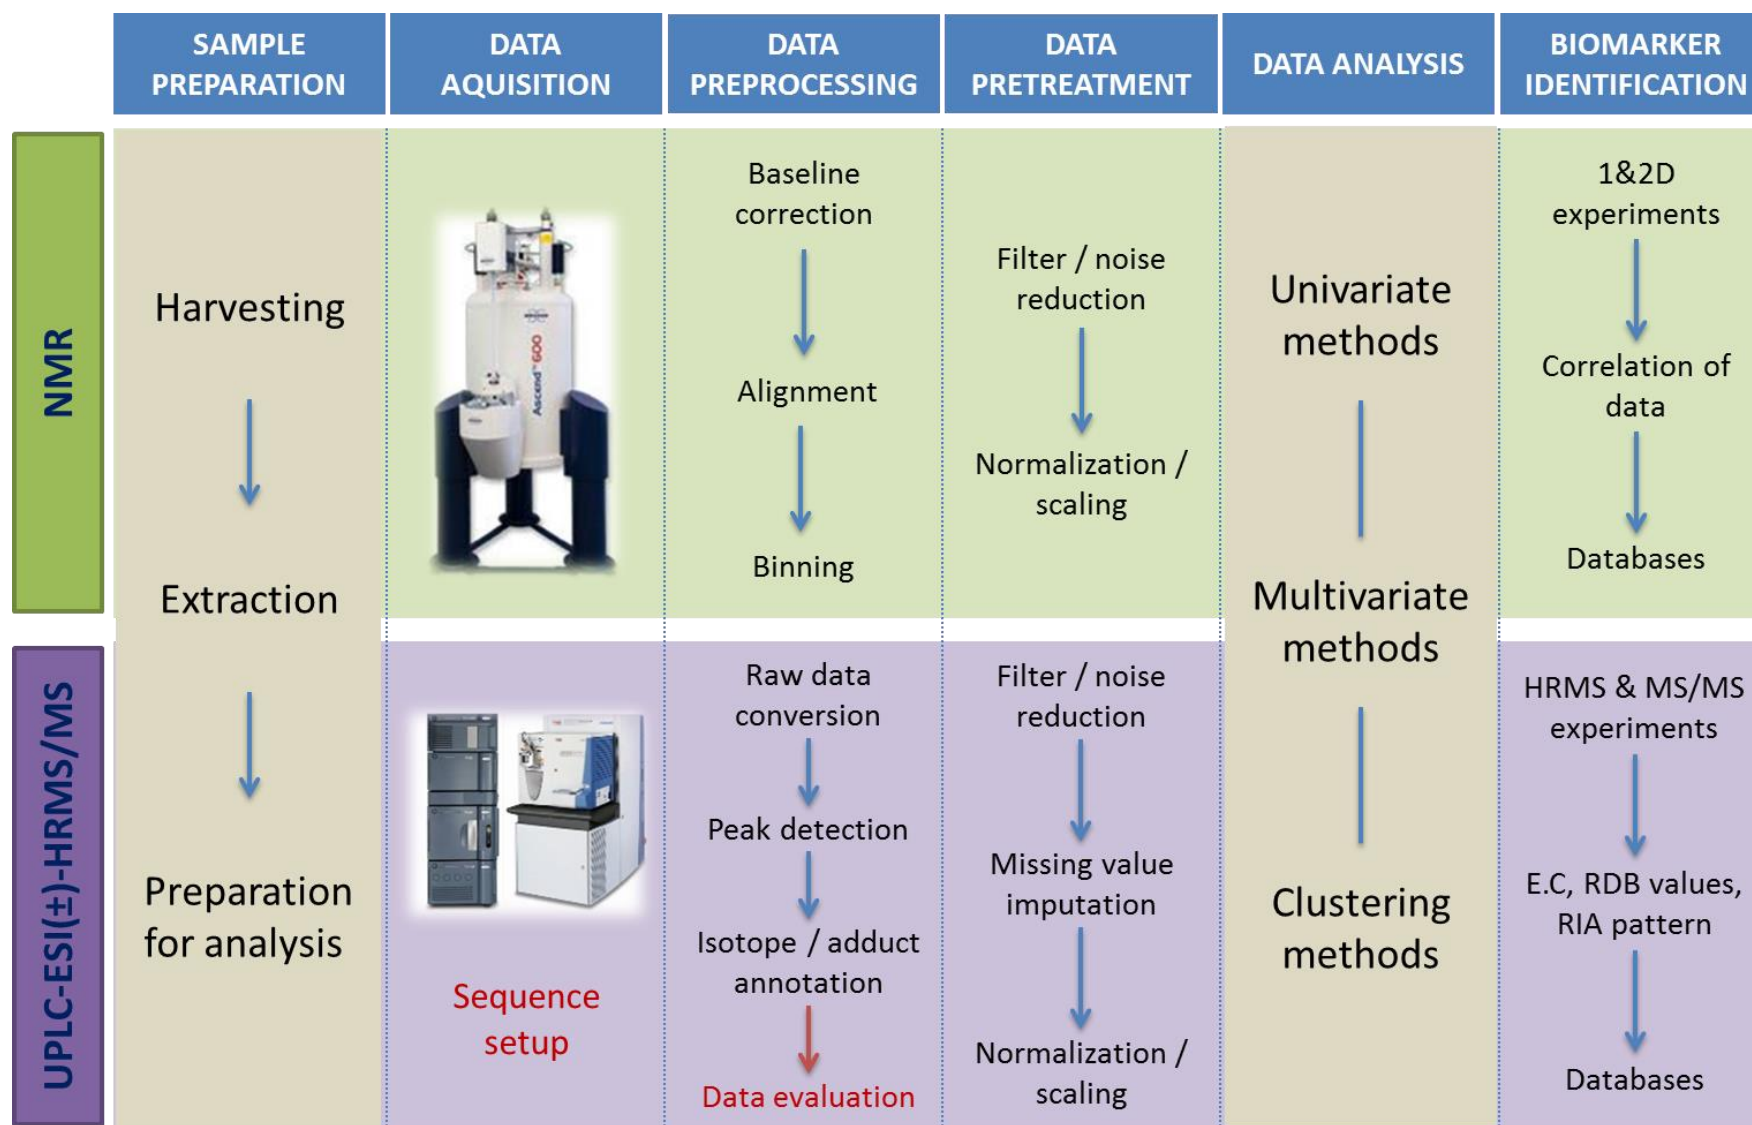 SAMPLE
PREPARATION
DATA
AQUISITION
DATA
PREPROCESSING
DATA
PRETREATMENT
DATA ANALYSIS
BIOMARKER
IDENTIFICATION
NMR
Harvesting
Extraction
Preparation
for analysis
Ascend™ 600
Baseline
correction
Alignment
Binning
Filter / noise
reduction
Normalization /
scaling
Univariate
methods
Multivariate
methods
Clustering
methods
1&2D
experiments
Correlation of
data
Databases
UPLC-ESI(±)-HRMS/MS
Sequence
setup
Raw data
conversion
Peak detection
Isotope / adduct
annotation
Data evaluation
Filter / noise
reduction
Missing value
imputation
Normalization /
scaling
HRMS & MS/MS
experiments
E.C, RDB values,
RIA pattern
Databases